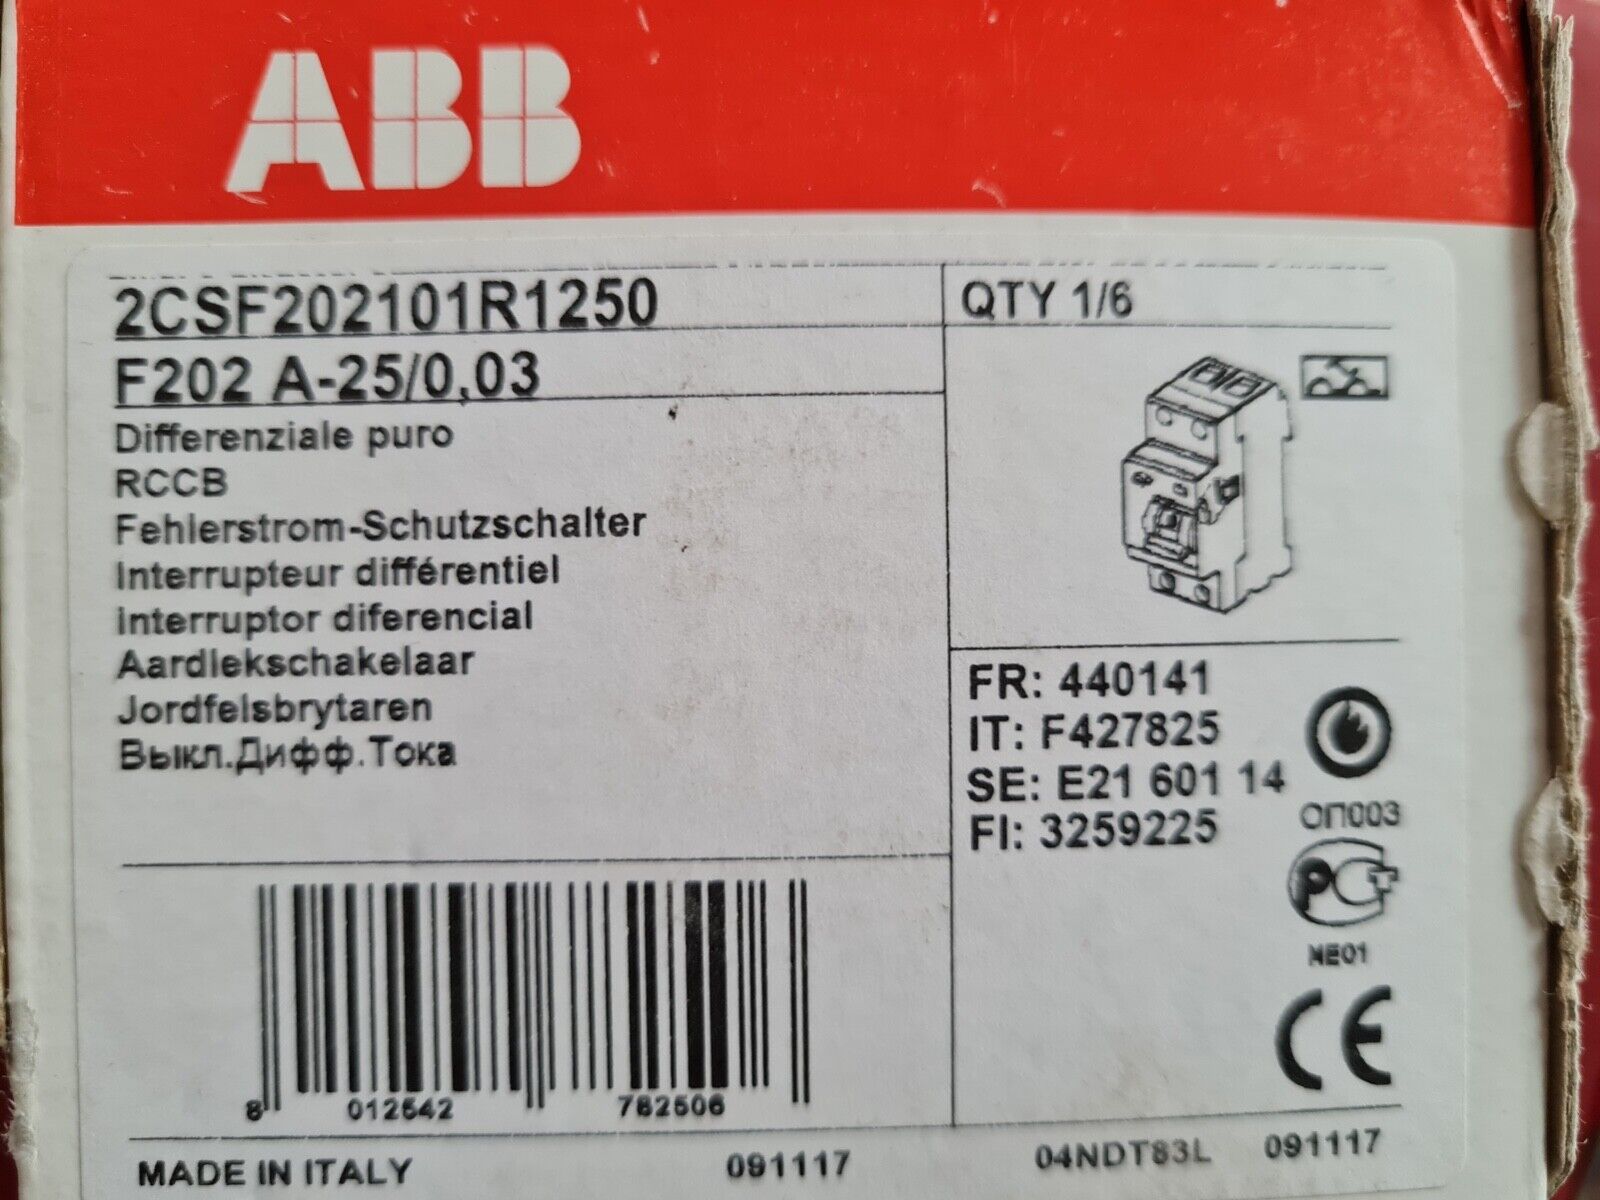 ABB
2CSF202101R1250
QTY 1/6
F202 A-25/0,03
Differenziale puro
RCCB
Fehlerstrom-Schutzschalter
Interrupteur différentiel
Interruptor diferencial
Aardlekschakelaar
Jordfelsbrytaren
Выкл.Дифф.Тока
FR: 440141
IT: F427825
SE: E21 601 14
FI: 3259225
ОП003
PC
ME01
CE
8 012542 782506
MADE IN ITALY
091117
04NDT83L
091117